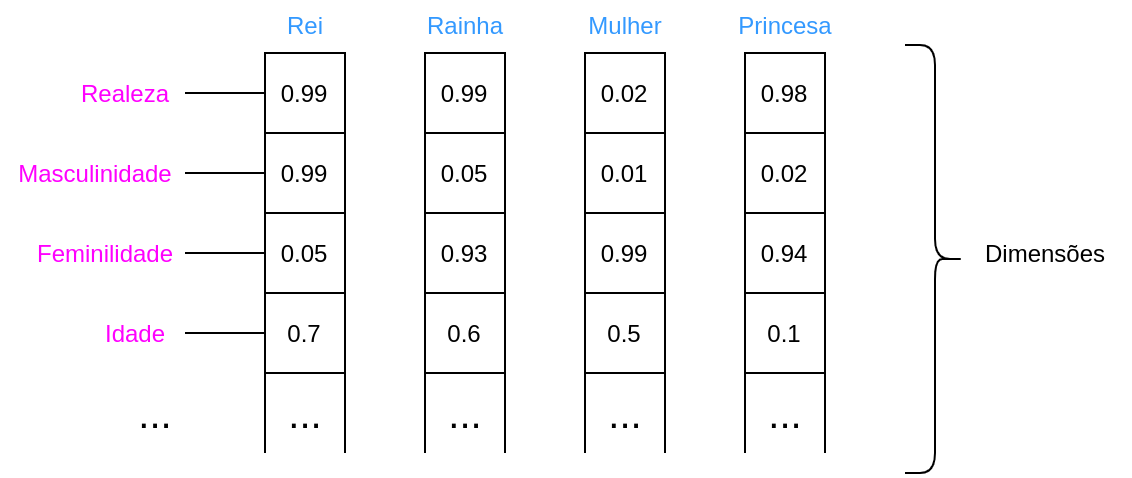 Rei Rainha Mulher Princesa
Realeza 0.99 0.99 0.02 0.98
Masculinidade 0.99 0.05 0.01 0.02
Feminilidade 0.05 0.93 0.99 0.94 Dimensões
Idade 0.7 0.6 0.5 0.1
... ... ... ... ...